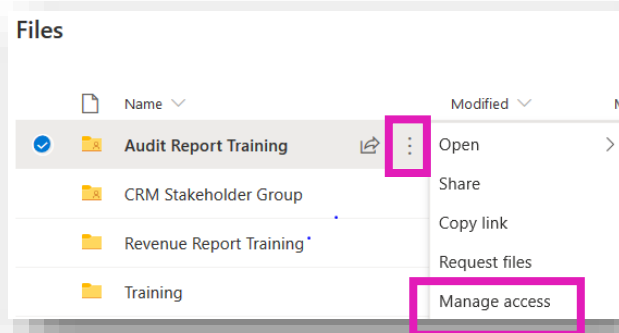 Files
Name Modified M
Audit Report Training
Open
Share
CRM Stakeholder Group
Copy link
Revenue Report Training
Request files
Training
Manage access